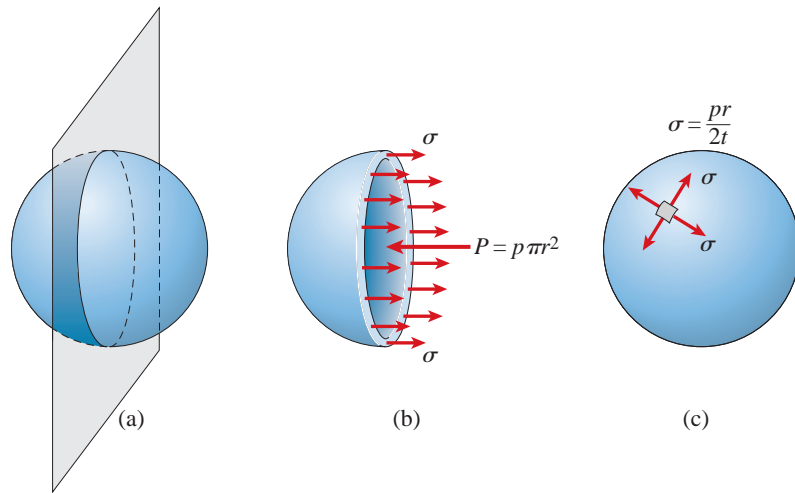 σ
P = pπr²
σ
(a)
(b)
σ = pr/2t
σ
σ
(c)